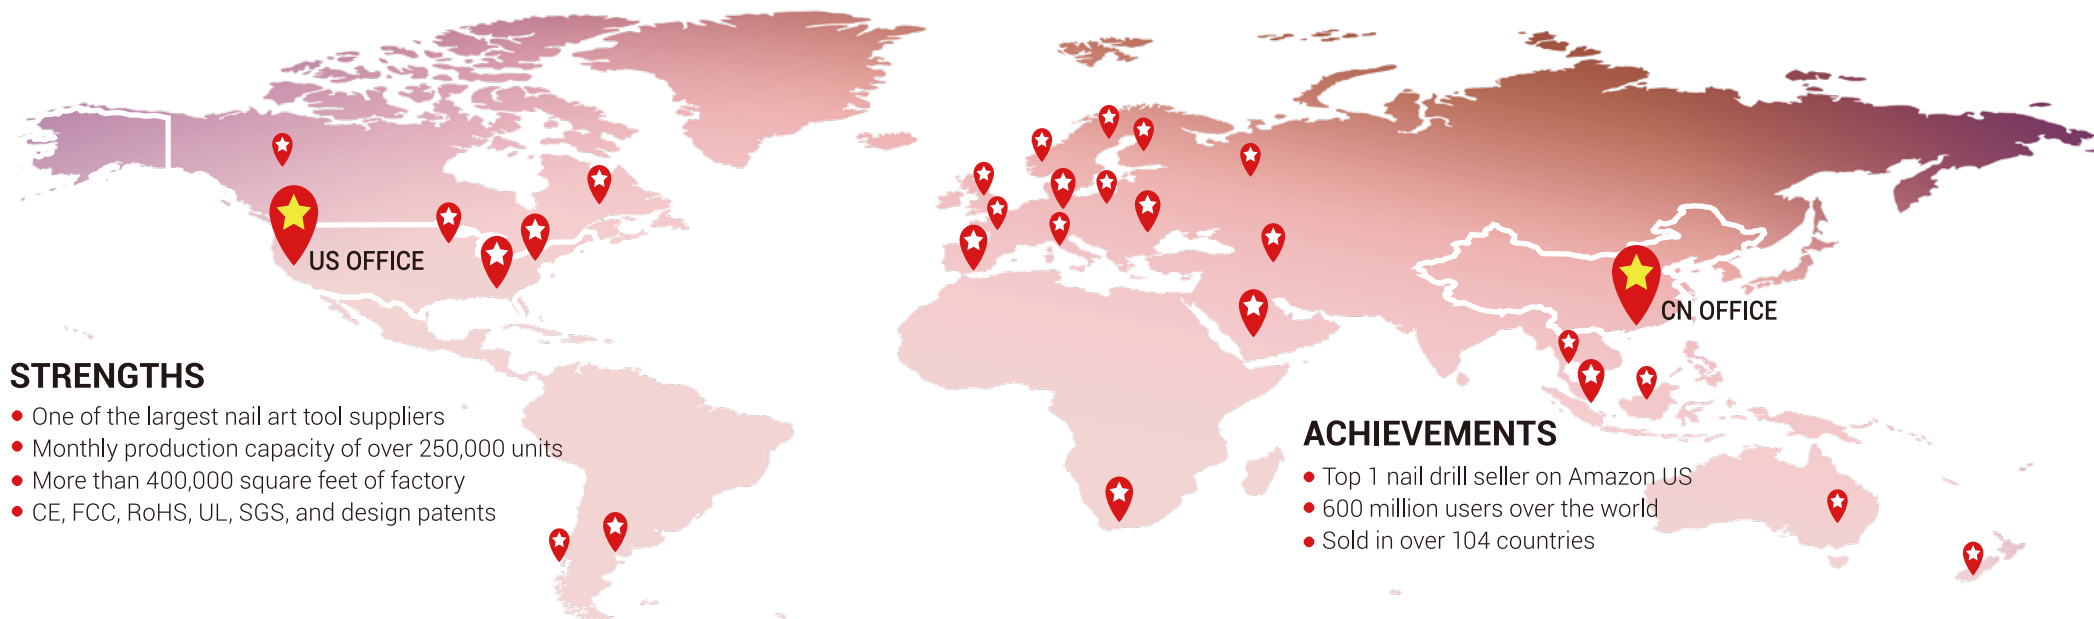 US OFFICE
CN OFFICE
STRENGTHS
One of the largest nail art tool suppliers
Monthly production capacity of over 250,000 units
More than 400,000 square feet of factory
CE, FCC, RoHS, UL, SGS, and design patents
ACHIEVEMENTS
Top 1 nail drill seller on Amazon US
600 million users over the world
Sold in over 104 countries